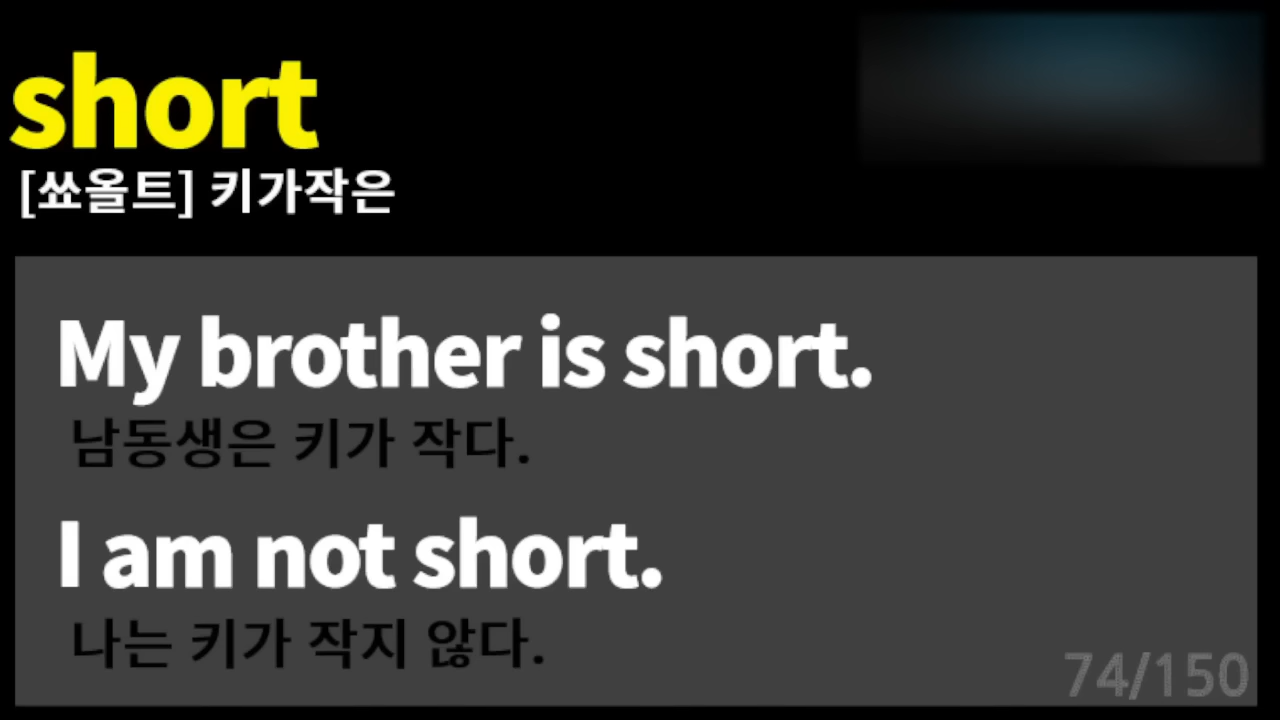 short
[쑈올트] 키가작은
My brother is short.
남동생은 키가 작다.
I am not short.
나는 키가 작지 않다.
74/150